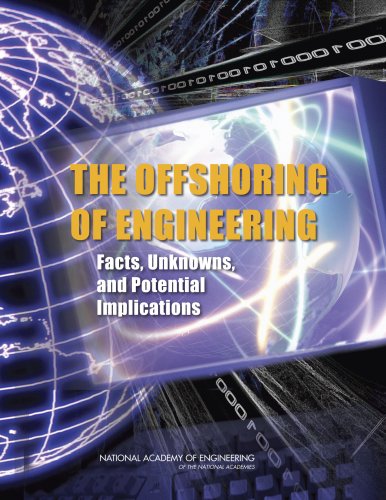 THE OFFSHORING
OF ENGINEERING
Facts, Unknowns,
and Potential
Implications
NATIONAL ACADEMY OF ENGINEERING
OF THE NATIONAL ACADEMIES